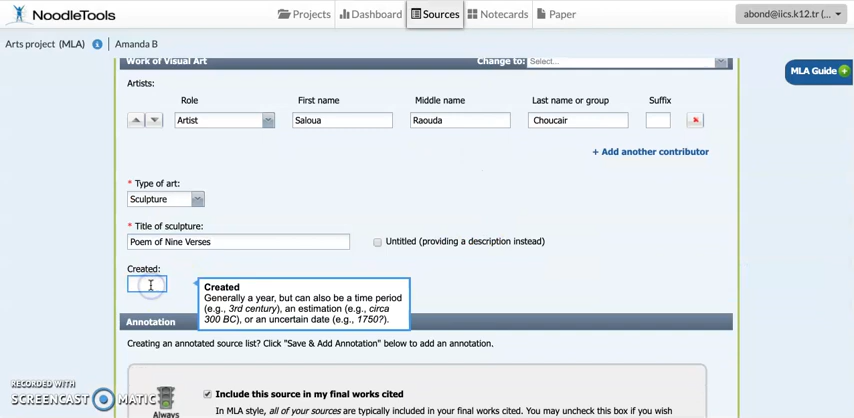 NoodleTools
Projects
Dashboard
Sources
Notecards
Paper
abond@iics.k12.tr (...
Arts project (MLA)
Amanda B
MLA Guide
Work of Visual Art
Change to:
Select...
Artists:
Role First name Middle name Last name or group Suffix
Artist Saloua Raouda Choucair
+ Add another contributor
* Type of art:
Sculpture
* Title of sculpture:
Poem of Nine Verses
Untitled (providing a description instead)
Created:
Created
Generally a year, but can also be a time period
(e.g., 3rd century), an estimation (e.g., circa
300 BC), or an uncertain date (e.g., 1750?).
Annotation
Creating an annotated source list? Click "Save & Add Annotation" below to add an annotation.
Always
Include this source in my final works cited
In MLA style, all of your sources are typically included in your final works cited. You may uncheck this box if you wish
RECORDED WITH
SCREENCAST MATIC